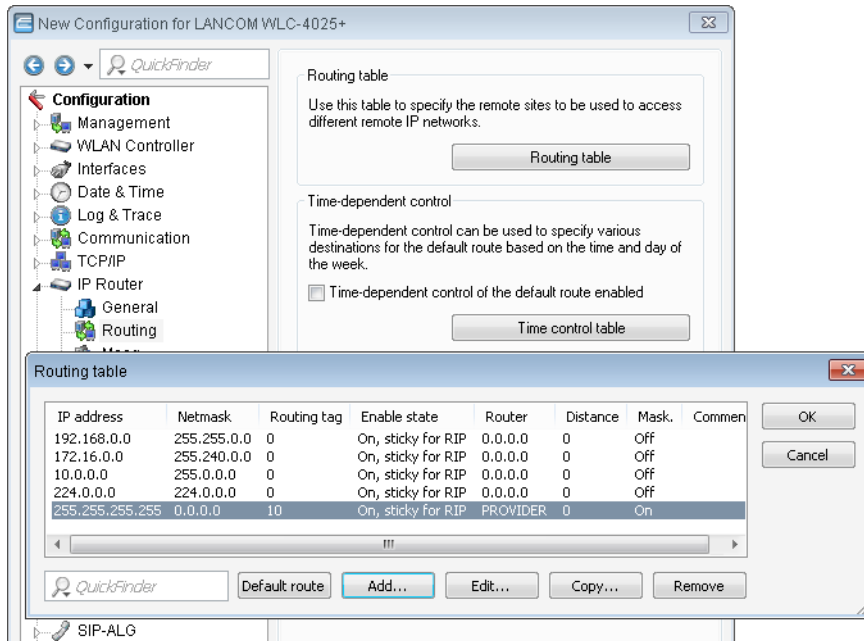 New Configuration for LANCOM WLC-4025+
QuickFinder
Configuration
Management
WLAN Controller
Interfaces
Date & Time
Log & Trace
Communication
TCP/IP
IP Router
General
Routing
Routing table
Use this table to specify the remote sites to be used to access
different remote IP networks.
Routing table
Time-dependent control
Time-dependent control can be used to specify various
destinations for the default route based on the time and day of
the week.
Time-dependent control of the default route enabled
Time control table
Routing table
IP address Netmask Routing tag Enable state Router Distance Mask. Commen
192.168.0.0 255.255.0.0 0 On, sticky for RIP 0.0.0.0 0 Off
172.16.0.0 255.240.0.0 0 On, sticky for RIP 0.0.0.0 0 Off
10.0.0.0 255.0.0.0 0 On, sticky for RIP 0.0.0.0 0 Off
224.0.0.0 224.0.0.0 0 On, sticky for RIP 0.0.0.0 0 Off
255.255.255.255 0.0.0.0 10 On, sticky for RIP PROVIDER 0 On
OK
Cancel
QuickFinder
Default route
Add...
Edit...
Copy...
Remove
SIP-ALG